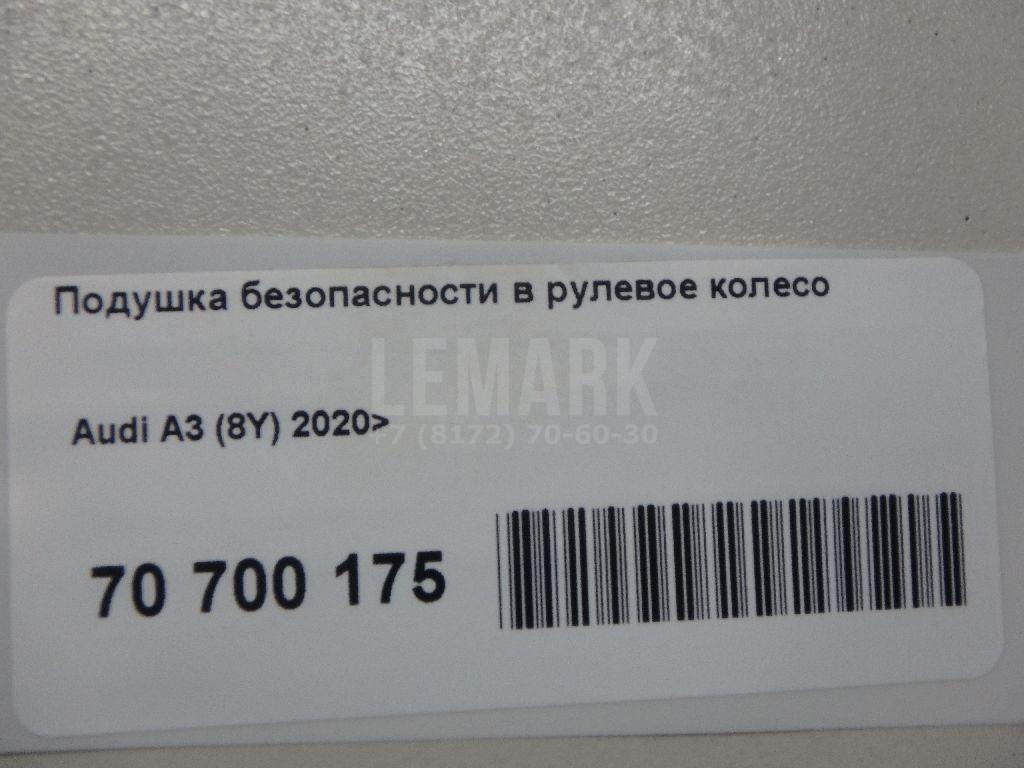 Подушка безопасности в рулевое колесо
LEMARK
Audi A3 (8Y) 2020>
+7 (8172) 70-60-30
70 700 175